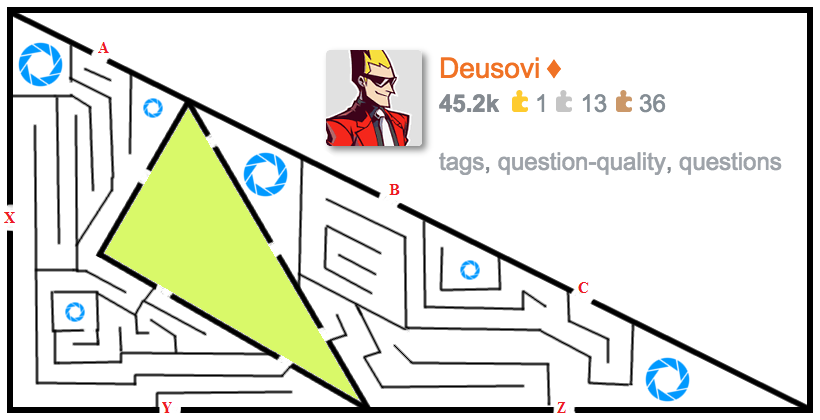 A
Deusovi ♦
45.2k 1 13 36
tags, question-quality, questions
B
X
C
Y
Z